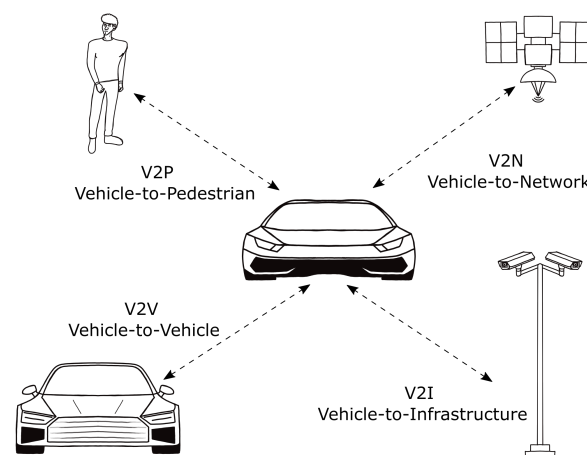 V2P
Vehicle-to-Pedestrian
V2N
Vehicle-to-Network
V2V
Vehicle-to-Vehicle
V2I
Vehicle-to-Infrastructure